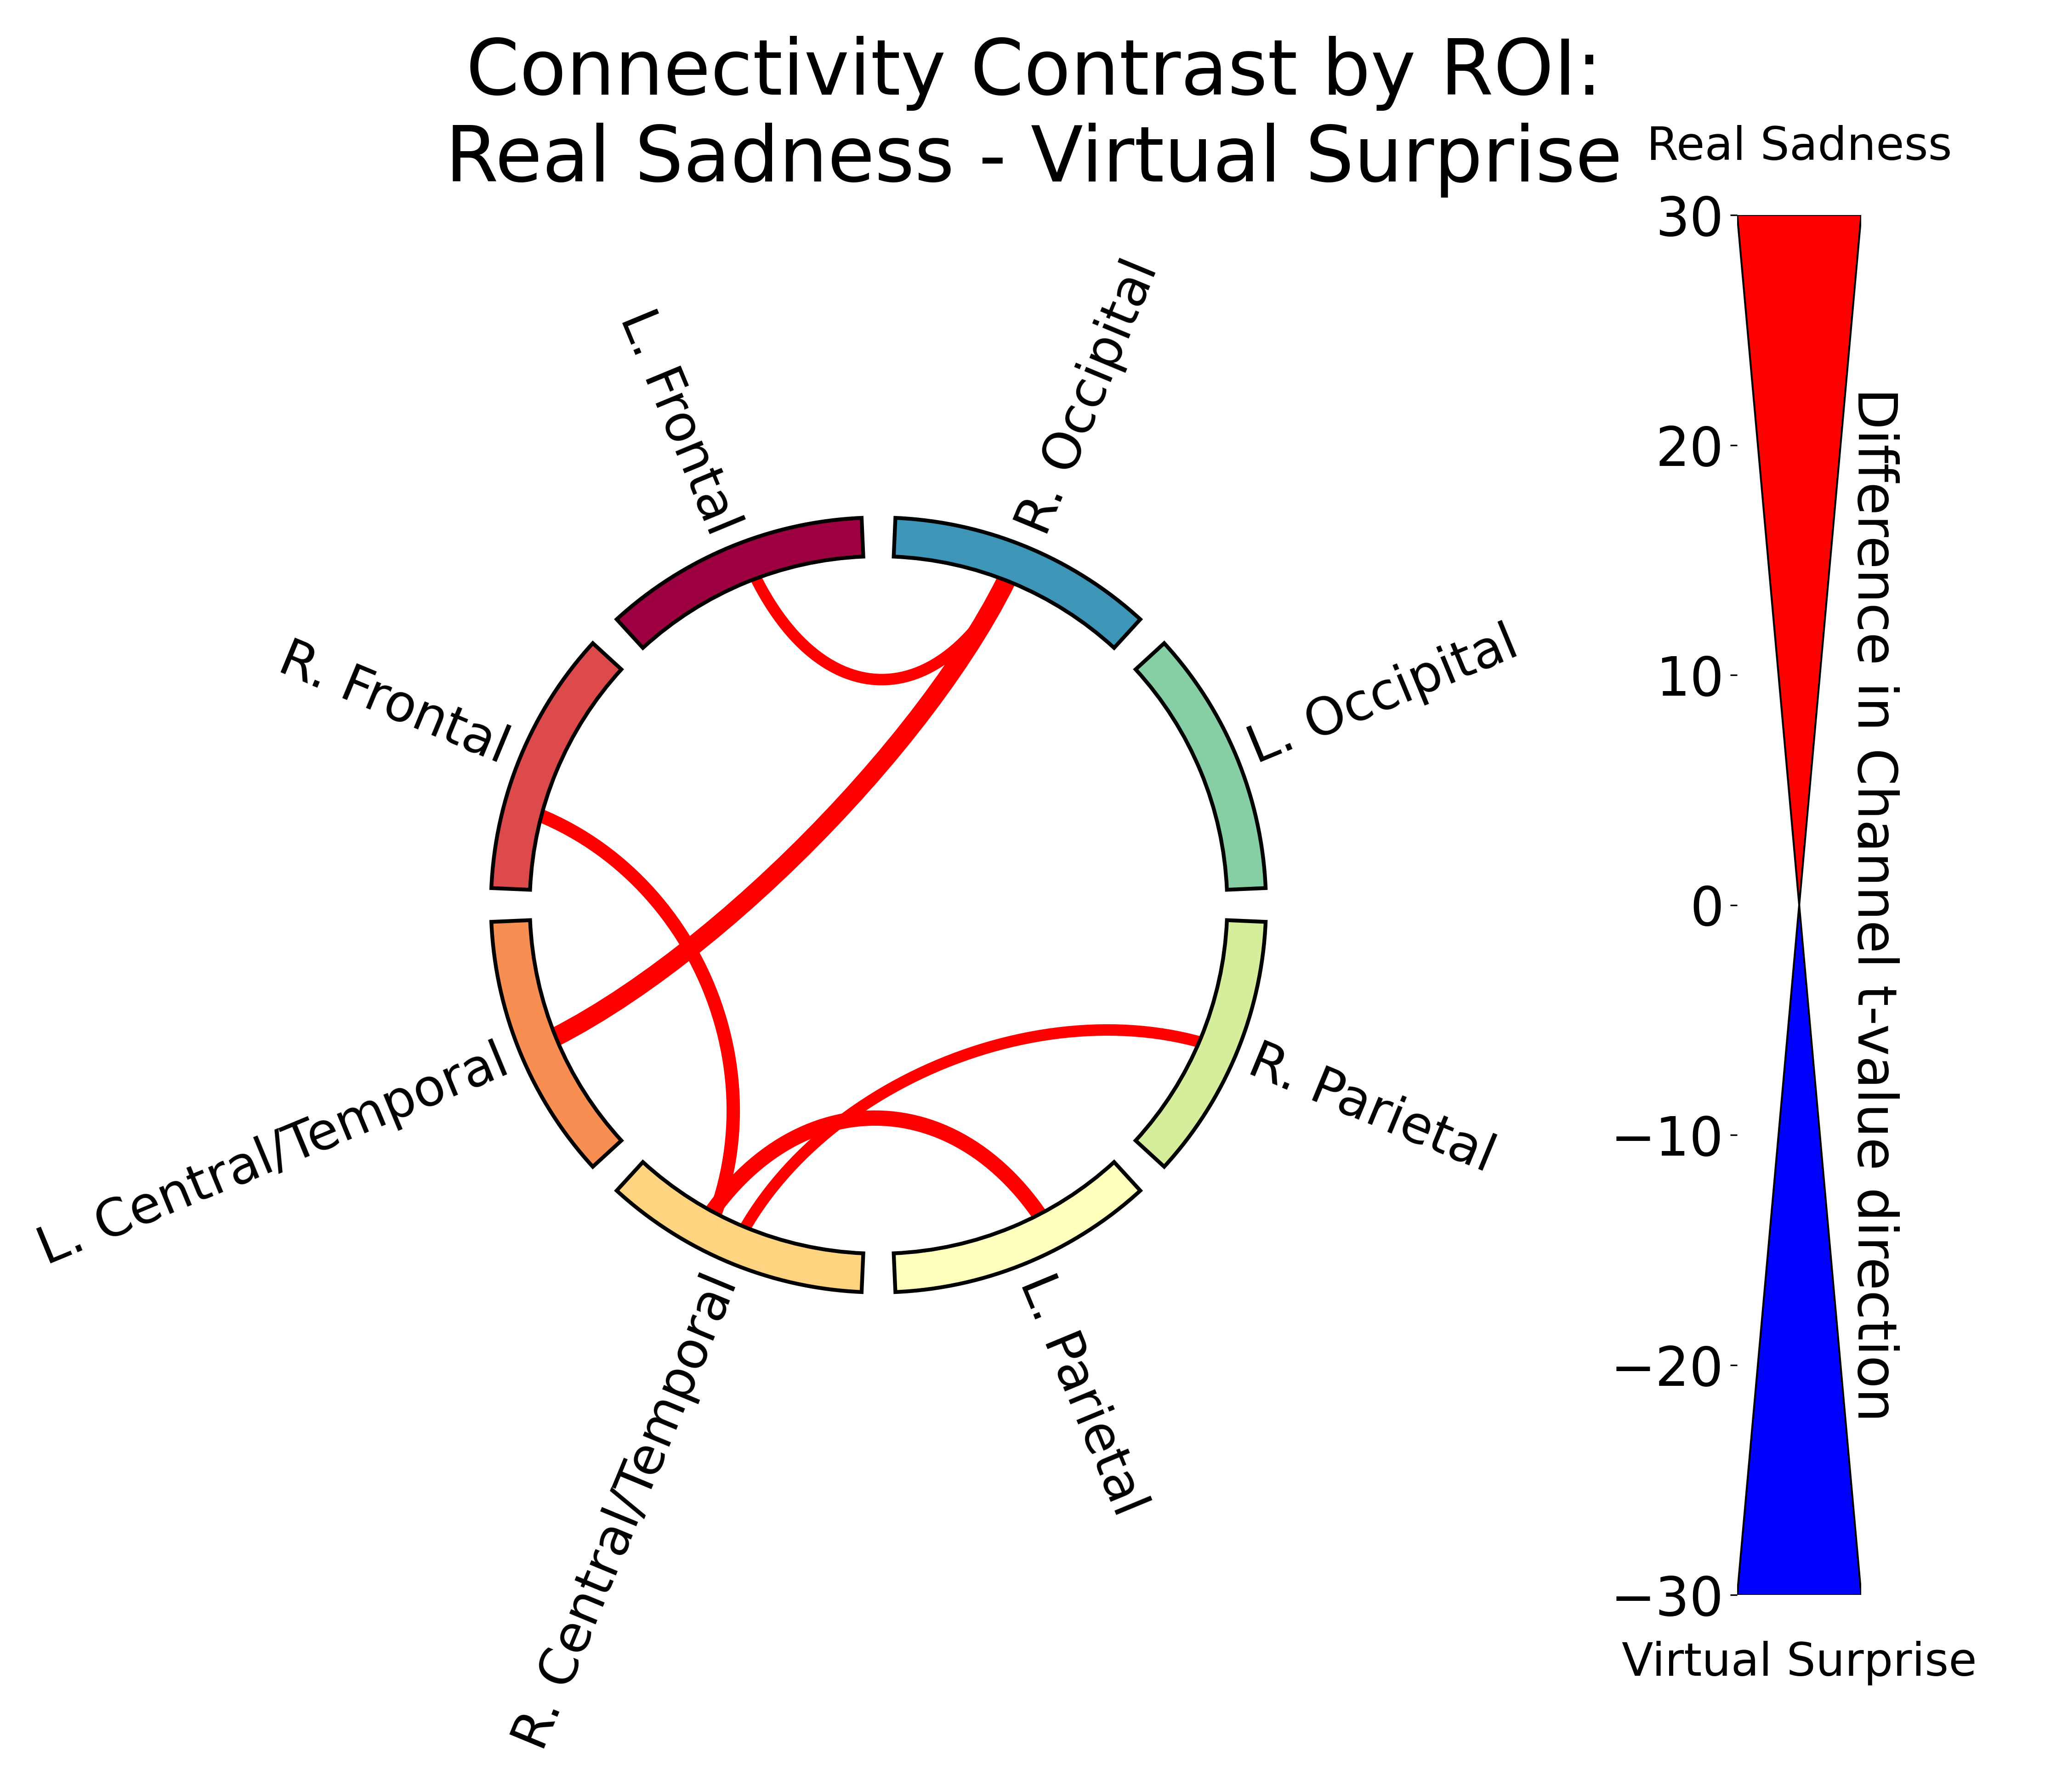 Connectivity Contrast by ROI:
Real Sadness - Virtual Surprise
Real Sadness
30
20
10
0
−10
−20
−30
Virtual Surprise
Difference in Channel t-value direction
L. Frontal
R. Occipital
R. Frontal
L. Occipital
L. Central/Temporal
R. Parietal
R. Central/Temporal
L. Parietal